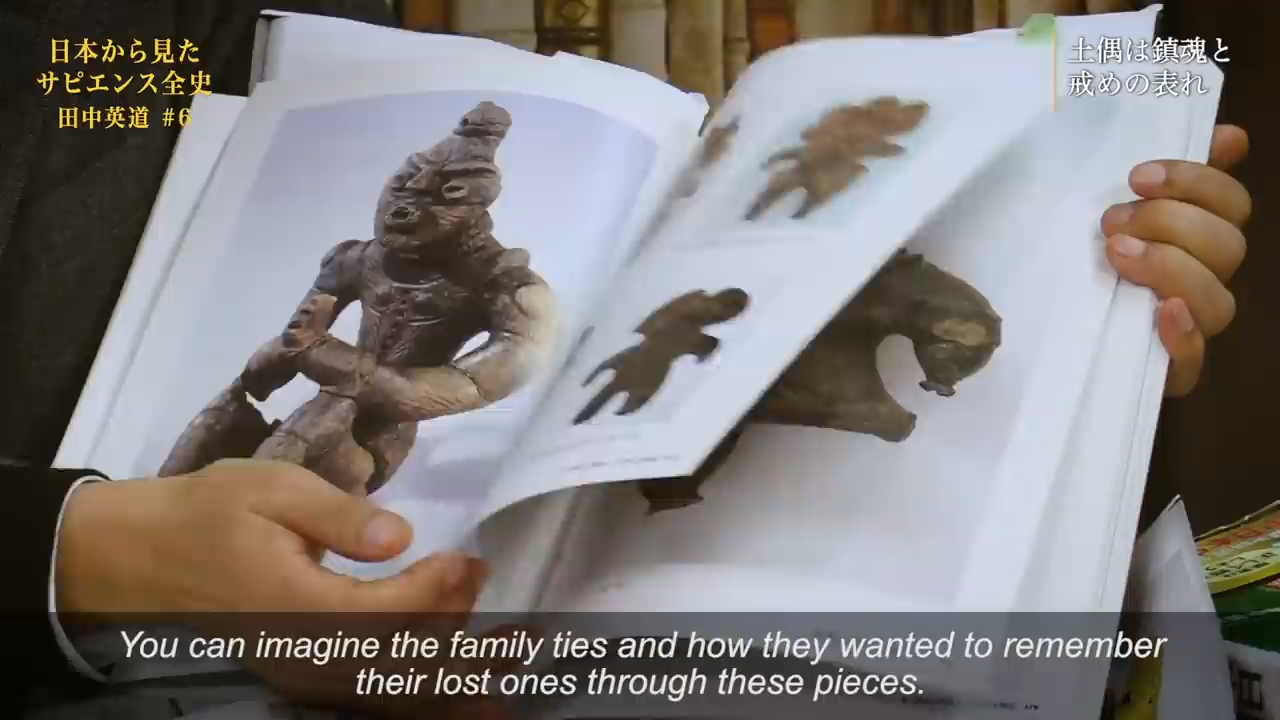 日本から見た
サピエンス全史
田中英道 #6
土偶は鎮魂と
戒めの表れ
You can imagine the family ties and how they wanted to remember
their lost ones through these pieces.